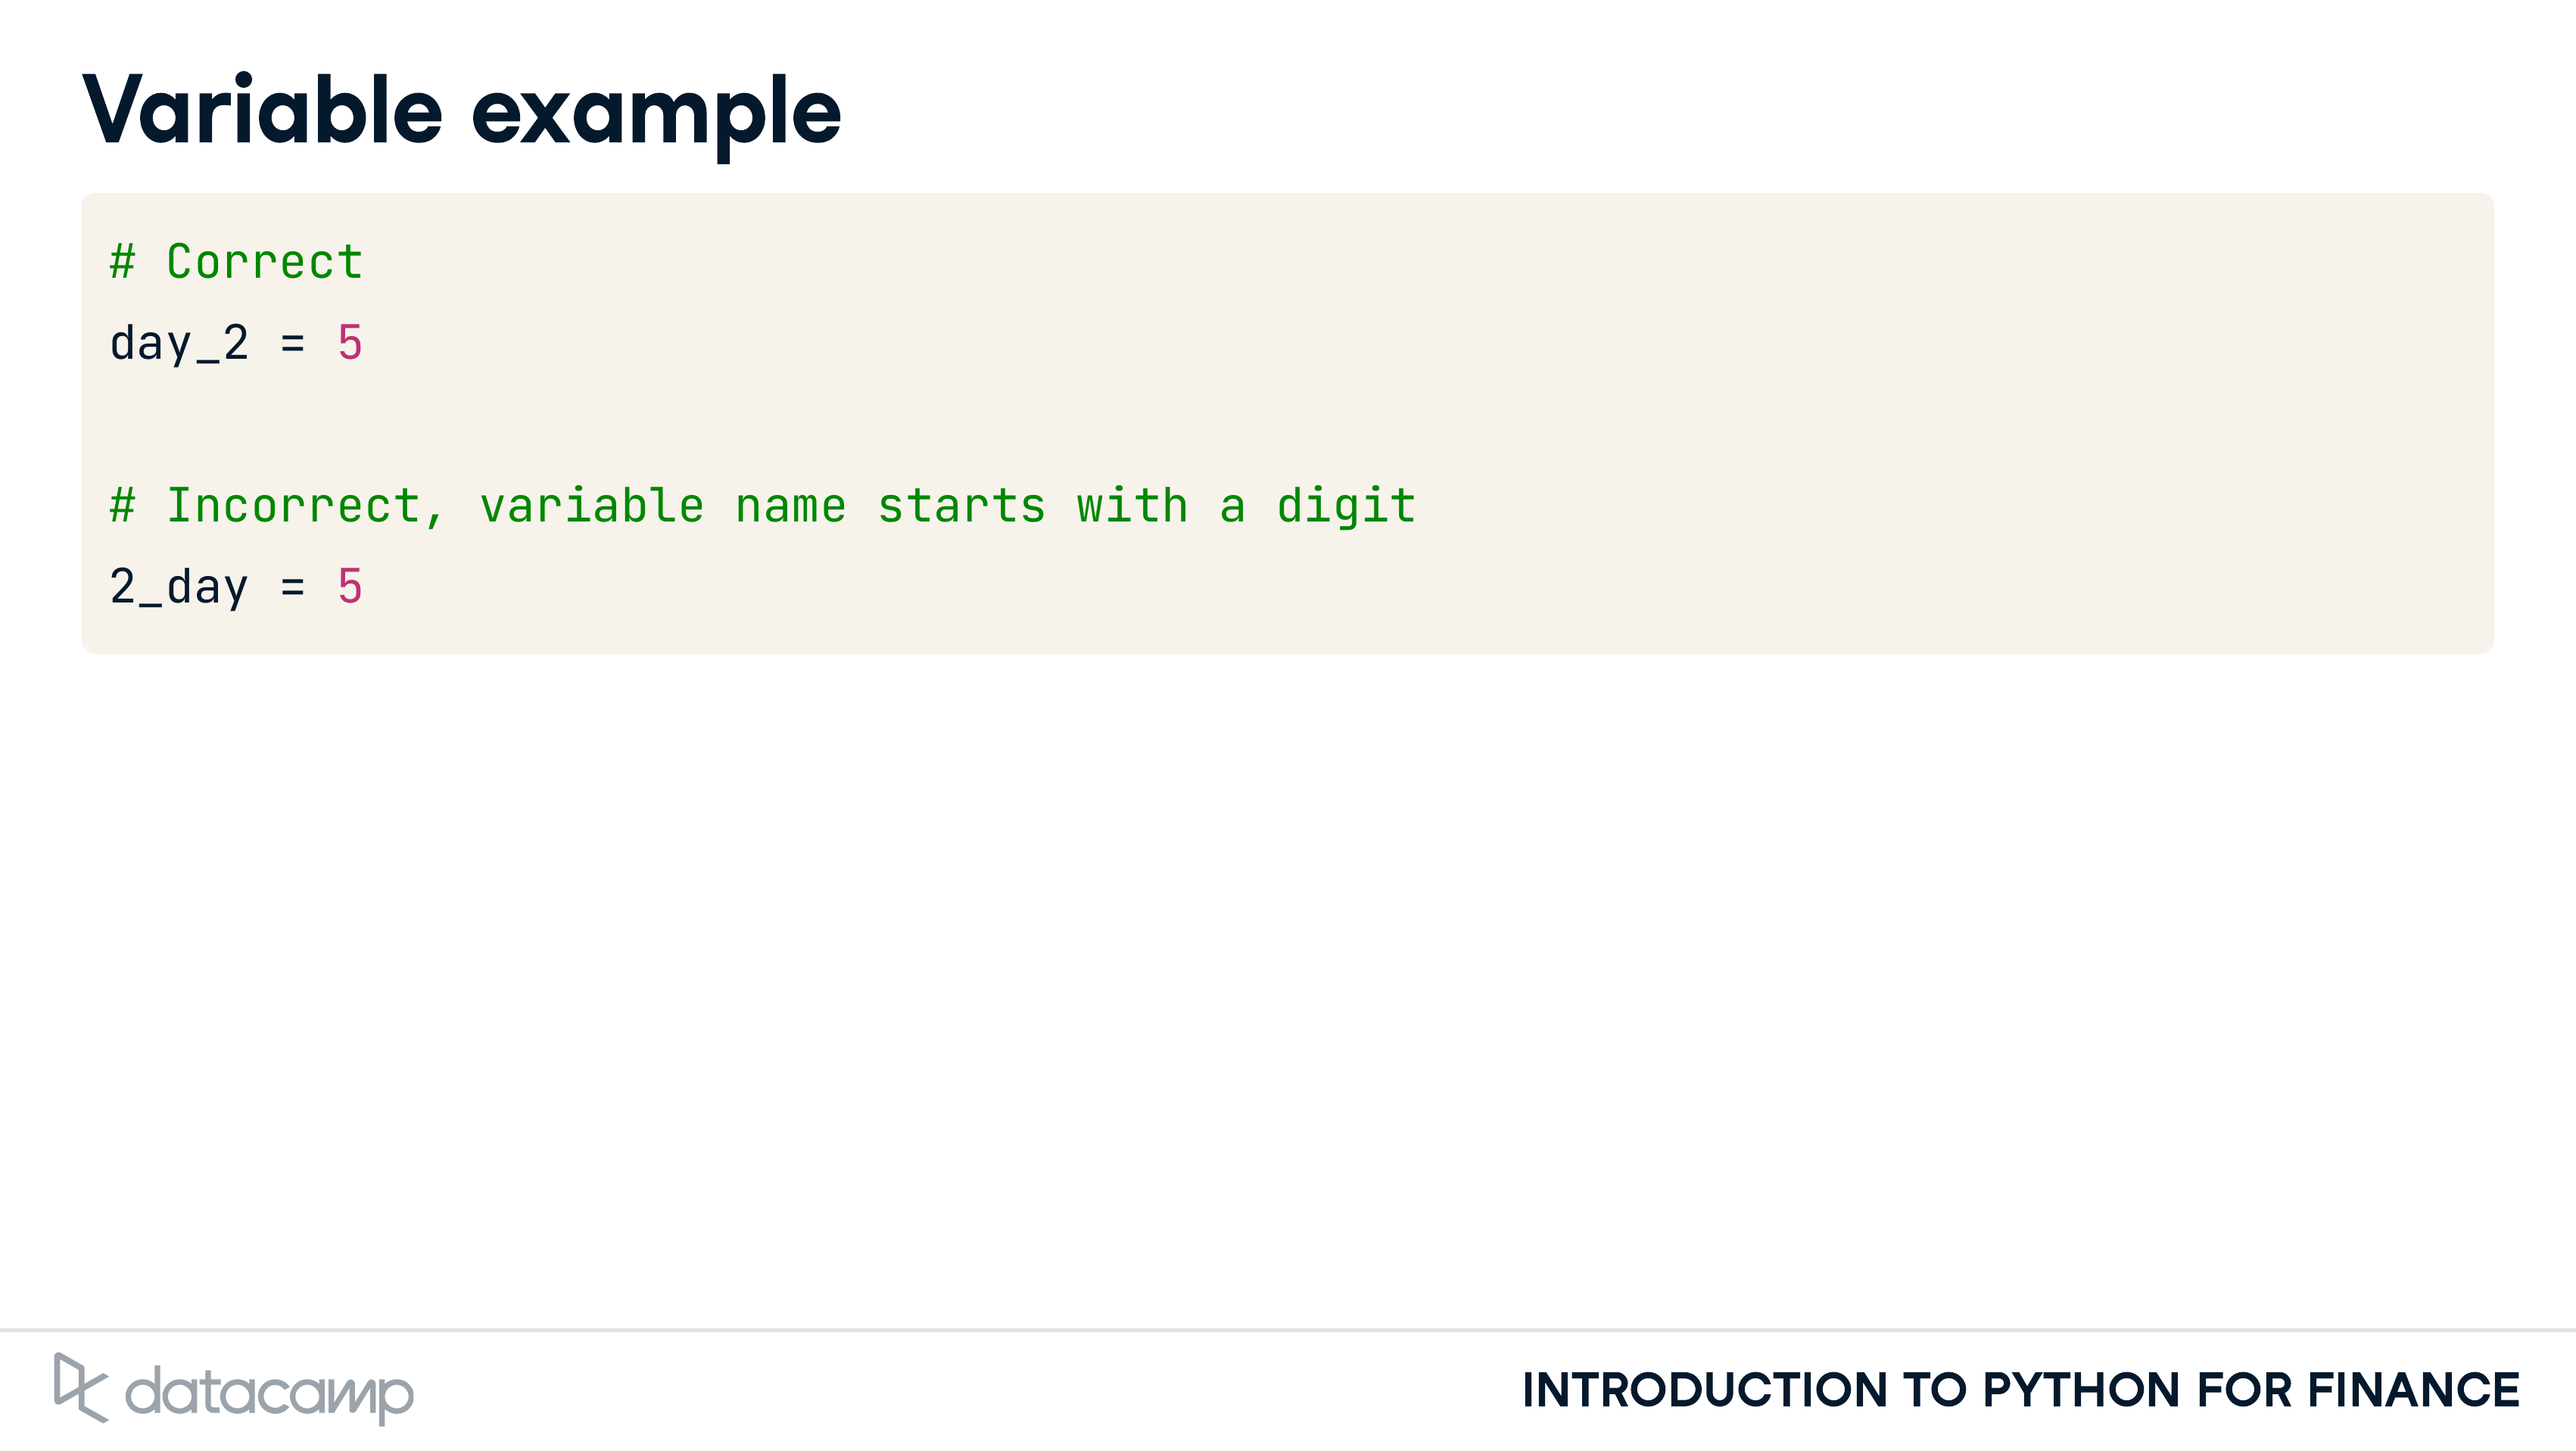 Variable example
# Correct
day_2 = 5
# Incorrect, variable name starts with a digit
2_day = 5
datacamp
INTRODUCTION TO PYTHON FOR FINANCE